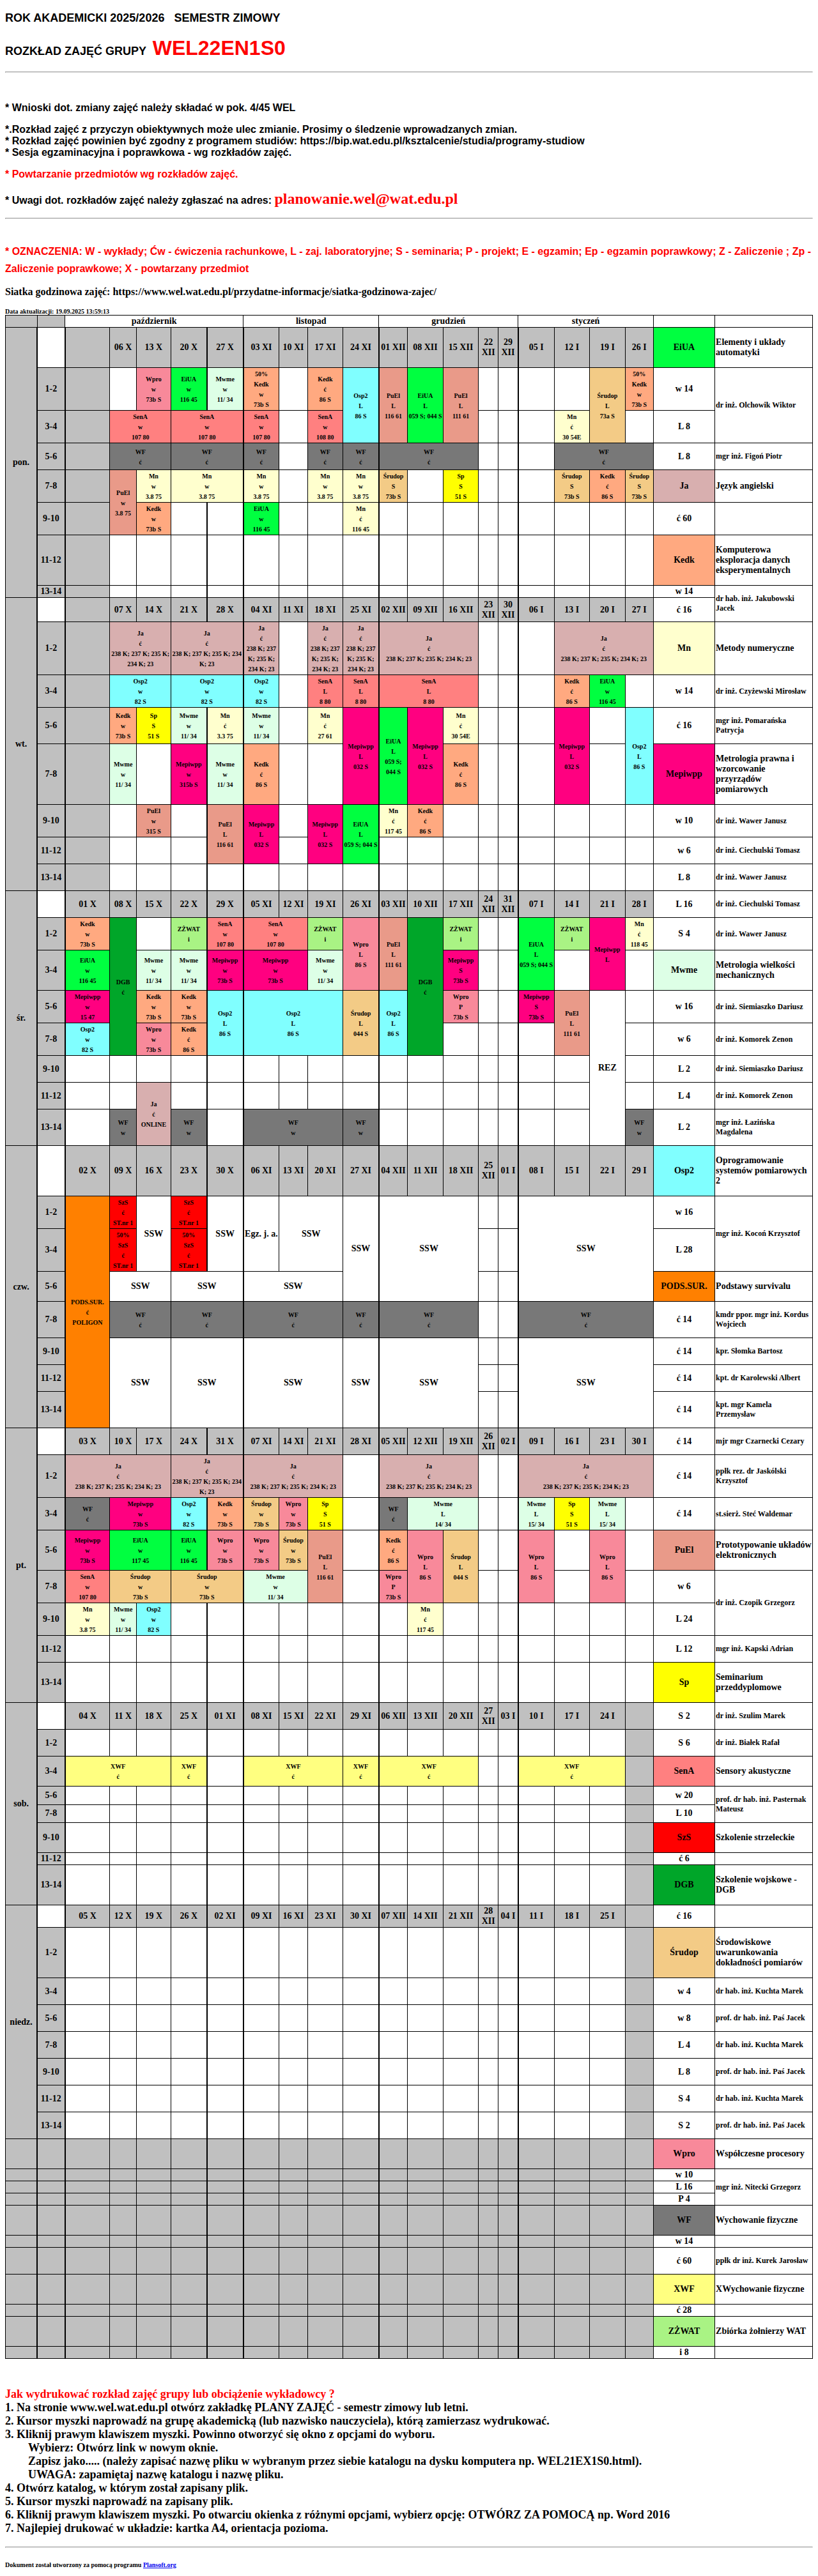 ROK AKADEMICKI 2025/2026 SEMESTR ZIMOWY
ROZKŁAD ZAJĘĆ GRUPY WEL22EN1S0
* Wnioski dot. zmiany zajęć należy składać w pok. 4/45 WEL
*.Rozkład zajęć z przyczyn obiektywnych może ulec zmianie. Prosimy o śledzenie wprowadzanych zmian.
* Rozkład zajęć powinien być zgodny z programem studiów: https://bip.wat.edu.pl/ksztalcenie/studia/programy-studiow
* Sesja egzaminacyjna i poprawkowa - wg rozkładów zajęć.
* Powtarzanie przedmiotów wg rozkładów zajęć.
* Uwagi dot. rozkładów zajęć należy zgłaszać na adres: planowanie.wel@wat.edu.pl
* OZNACZENIA: W - wykłady; Ćw - ćwiczenia rachunkowe, L - zaj. laboratoryjne; S - seminaria; P - projekt; E - egzamin; Ep - egzamin poprawkowy; Z - Zaliczenie ; Zp -
Zaliczenie poprawkowe; X - powtarzany przedmiot
Siatka godzinowa zajęć: https://www.wel.wat.edu.pl/przydatne-informacje/siatka-godzinowa-zajec/
Data aktualizacji: 19.09.2025 13:59:13
październik listopad grudzień styczeń
pon. 06 X 13 X 20 X 27 X 03 XI 10 XI 17 XI 24 XI 01 XII 08 XII 15 XII 22 XII 29 XII 05 I 12 I 19 I 26 I EiUA Elementy i układy automatyki
1-2 Wpro w 73b S EiUA w 116 45 Mwme w 11/ 34 50% Kedk w 73b S Kedk ć 86 S Osp2 L 86 S PuEl L 116 61 EiUA L 059 S; 044 S PuEl L 111 61 Środop L 73a S 50% Kedk w 73b S w 14 dr inż. Olchowik Wiktor
3-4 SenA w 107 80 SenA w 107 80 SenA w 107 80 SenA w 108 80 Mn ć 30 54E L 8
5-6 WF ć WF ć WF ć WF ć WF ć WF ć WF ć L 8 mgr inż. Figoń Piotr
7-8 PuEl w 3.8 75 Mn w 3.8 75 Mn w 3.8 75 Mn w 3.8 75 Mn w 3.8 75 Mn w 3.8 75 Środop S 73b S Sp S 51 S Środop S 73b S Kedk ć 86 S Środop S 73b S Ja Język angielski
9-10 Kedk w 73b S EiUA w 116 45 Mn ć 116 45 ć 60
11-12 Kedk Komputerowa eksploracja danych eksperymentalnych
13-14 w 14 dr hab. inż. Jakubowski Jacek
wt. 07 X 14 X 21 X 28 X 04 XI 11 XI 18 XI 25 XI 02 XII 09 XII 16 XII 23 XII 30 XII 06 I 13 I 20 I 27 I ć 16
1-2 Ja ć 238 K; 237 K; 235 K; 234 K; 23 Ja ć 238 K; 237 K; 235 K; 234 K; 23 Ja ć 238 K; 237 K; 235 K; 234 K; 23 Ja ć 238 K; 237 K; 235 K; 234 K; 23 Ja ć 238 K; 237 K; 235 K; 234 K; 23 Ja ć 238 K; 237 K; 235 K; 234 K; 23 Ja ć 238 K; 237 K; 235 K; 234 K; 23 Mn Metody numeryczne
3-4 Osp2 w 82 S Osp2 w 82 S Osp2 w 82 S SenA L 8 80 SenA L 8 80 SenA L 8 80 Kedk ć 86 S EiUA w 116 45 w 14 dr inż. Czyżewski Mirosław
5-6 Kedk w 73b S Sp S 51 S Mwme w 11/ 34 Mn ć 3.3 75 Mwme w 11/ 34 Mn ć 27 61 Mepiwpp L 032 S EiUA L 059 S; 044 S Mepiwpp L 032 S Mn ć 30 54E Mepiwpp L 032 S Osp2 L 86 S ć 16 mgr inż. Pomarańska Patrycja
7-8 Mwme w 11/ 34 Mepiwpp w 115b S Mwme w 11/ 34 Kedk ć 86 S Kedk ć 86 S Mepiwpp Metrologia prawna i wzorcowanie przyrządów pomiarowych
9-10 PuEl w 315 S PuEl L 116 61 Mepiwpp L 032 S Mepiwpp L 032 S EiUA L 059 S; 044 S Mn ć 117 45 Kedk ć 86 S w 10 dr inż. Wawer Janusz
11-12 w 6 dr inż. Ciechulski Tomasz
13-14 L 8 dr inż. Wawer Janusz
śr. 01 X 08 X 15 X 22 X 29 X 05 XI 12 XI 19 XI 26 XI 03 XII 10 XII 17 XII 24 XII 31 XII 07 I 14 I 21 I 28 I L 16 dr inż. Ciechulski Tomasz
1-2 Kedk w 73b S DGB ć ZŻWAT i SenA w 107 80 SenA w 107 80 ZŻWAT i Wpro L 86 S PuEl L 111 61 DGB ć ZŻWAT i EiUA L 059 S; 044 S ZŻWAT i Mepiwpp L Mn ć 118 45 S 4 dr inż. Wawer Janusz
3-4 EiUA w 116 45 Mwme w 11/ 34 Mwme w 11/ 34 Mepiwpp w 73b S Mepiwpp w 73b S Mwme w 11/ 34 Mepiwpp S 73b S Mwme Metrologia wielkości mechanicznych
5-6 Mepiwpp w 15 47 Kedk w 73b S Kedk w 73b S Osp2 L 86 S Osp2 L 86 S Środop L 044 S Osp2 L 86 S Wpro P 73b S Mepiwpp S 73b S PuEl L 111 61 REZ w 16 dr inż. Siemiaszko Dariusz
7-8 Osp2 w 82 S Wpro w 73b S Kedk ć 86 S w 6 dr inż. Komorek Zenon
9-10 L 2 dr inż. Siemiaszko Dariusz
11-12 Ja ć ONLINE L 4 dr inż. Komorek Zenon
13-14 WF w WF w WF w WF w WF w L 2 mgr inż. Łazińska Magdalena
czw. 02 X 09 X 16 X 23 X 30 X 06 XI 13 XI 20 XI 27 XI 04 XII 11 XII 18 XII 25 XII 01 I 08 I 15 I 22 I 29 I Osp2 Oprogramowanie systemów pomiarowych 2
1-2 PODS.SUR. ć POLIGON SzS ć ST.nr 1 SSW SzS ć ST.nr 1 SSW Egz. j. a. SSW SSW SSW SSW w 16 mgr inż. Kocoń Krzysztof
3-4 50% SzS ć ST.nr 1 50% SzS ć ST.nr 1 L 28
5-6 SSW SSW SSW PODS.SUR. Podstawy survivalu
7-8 WF ć WF ć WF ć WF ć WF ć WF ć ć 14 kmdr ppor. mgr inż. Kordus Wojciech
9-10 SSW SSW SSW SSW SSW SSW ć 14 kpr. Słomka Bartosz
11-12 ć 14 kpt. dr Karolewski Albert
13-14 ć 14 kpt. mgr Kamela Przemysław
pt. 03 X 10 X 17 X 24 X 31 X 07 XI 14 XI 21 XI 28 XI 05 XII 12 XII 19 XII 26 XII 02 I 09 I 16 I 23 I 30 I ć 14 mjr mgr Czarnecki Cezary
1-2 Ja ć 238 K; 237 K; 235 K; 234 K; 23 Ja ć 238 K; 237 K; 235 K; 234 K; 23 Ja ć 238 K; 237 K; 235 K; 234 K; 23 Ja ć 238 K; 237 K; 235 K; 234 K; 23 Ja ć 238 K; 237 K; 235 K; 234 K; 23 ć 14 ppłk rez. dr Jaskólski Krzysztof
3-4 WF ć Mepiwpp w 73b S Osp2 w 82 S Kedk w 73b S Środop w 73b S Wpro w 73b S Sp S 51 S WF ć Mwme L 14/ 34 Mwme L 15/ 34 Sp S 51 S Mwme L 15/ 34 ć 14 st.sierż. Steć Waldemar
5-6 Mepiwpp w 73b S EiUA w 117 45 EiUA w 116 45 Wpro w 73b S Wpro w 73b S Środop w 73b S PuEl L 116 61 Kedk ć 86 S Wpro L 86 S Środop L 044 S Wpro L 86 S Wpro L 86 S PuEl Prototypowanie układów elektronicznych
7-8 SenA w 107 80 Środop w 73b S Środop w 73b S Mwme w 11/ 34 Wpro P 73b S w 6 dr inż. Czopik Grzegorz
9-10 Mn w 3.8 75 Mwme w 11/ 34 Osp2 w 82 S Mn ć 117 45 L 24
11-12 L 12 mgr inż. Kapski Adrian
13-14 Sp Seminarium przeddyplomowe
sob. 04 X 11 X 18 X 25 X 01 XI 08 XI 15 XI 22 XI 29 XI 06 XII 13 XII 20 XII 27 XII 03 I 10 I 17 I 24 I S 2 dr inż. Szulim Marek
1-2 S 6 dr inż. Białek Rafał
3-4 XWF ć XWF ć XWF ć XWF ć XWF ć XWF ć SenA Sensory akustyczne
5-6 w 20 prof. dr hab. inż. Pasternak Mateusz
7-8 L 10
9-10 SzS Szkolenie strzeleckie
11-12 ć 6
13-14 DGB Szkolenie wojskowe - DGB
niedz. 05 X 12 X 19 X 26 X 02 XI 09 XI 16 XI 23 XI 30 XI 07 XII 14 XII 21 XII 28 XII 04 I 11 I 18 I 25 I ć 16
1-2 Środop Środowiskowe uwarunkowania dokładności pomiarów
3-4 w 4 dr hab. inż. Kuchta Marek
5-6 w 8 prof. dr hab. inż. Paś Jacek
7-8 L 4 dr hab. inż. Kuchta Marek
9-10 L 8 prof. dr hab. inż. Paś Jacek
11-12 S 4 dr hab. inż. Kuchta Marek
13-14 S 2 prof. dr hab. inż. Paś Jacek
Wpro Współczesne procesory
w 10 mgr inż. Nitecki Grzegorz
L 16
P 4
WF Wychowanie fizyczne
w 14
ć 60 ppłk dr inż. Kurek Jarosław
XWF XWychowanie fizyczne
ć 28
ZŻWAT Zbiórka żołnierzy WAT
i 8
Jak wydrukować rozkład zajęć grupy lub obciążenie wykładowcy ?
1. Na stronie www.wel.wat.edu.pl otwórz zakładkę PLANY ZAJĘĆ - semestr zimowy lub letni.
2. Kursor myszki naprowadź na grupę akademicką (lub nazwisko nauczyciela), którą zamierzasz wydrukować.
3. Kliknij prawym klawiszem myszki. Powinno otworzyć się okno z opcjami do wyboru.
Wybierz: Otwórz link w nowym oknie.
Zapisz jako..... (należy zapisać nazwę pliku w wybranym przez siebie katalogu na dysku komputera np. WEL21EX1S0.html).
UWAGA: zapamiętaj nazwę katalogu i nazwę pliku.
4. Otwórz katalog, w którym został zapisany plik.
5. Kursor myszki naprowadź na zapisany plik.
6. Kliknij prawym klawiszem myszki. Po otwarciu okienka z różnymi opcjami, wybierz opcję: OTWÓRZ ZA POMOCĄ np. Word 2016
7. Najlepiej drukować w układzie: kartka A4, orientacja pozioma.
Dokument został utworzony za pomocą programu Plansoft.org